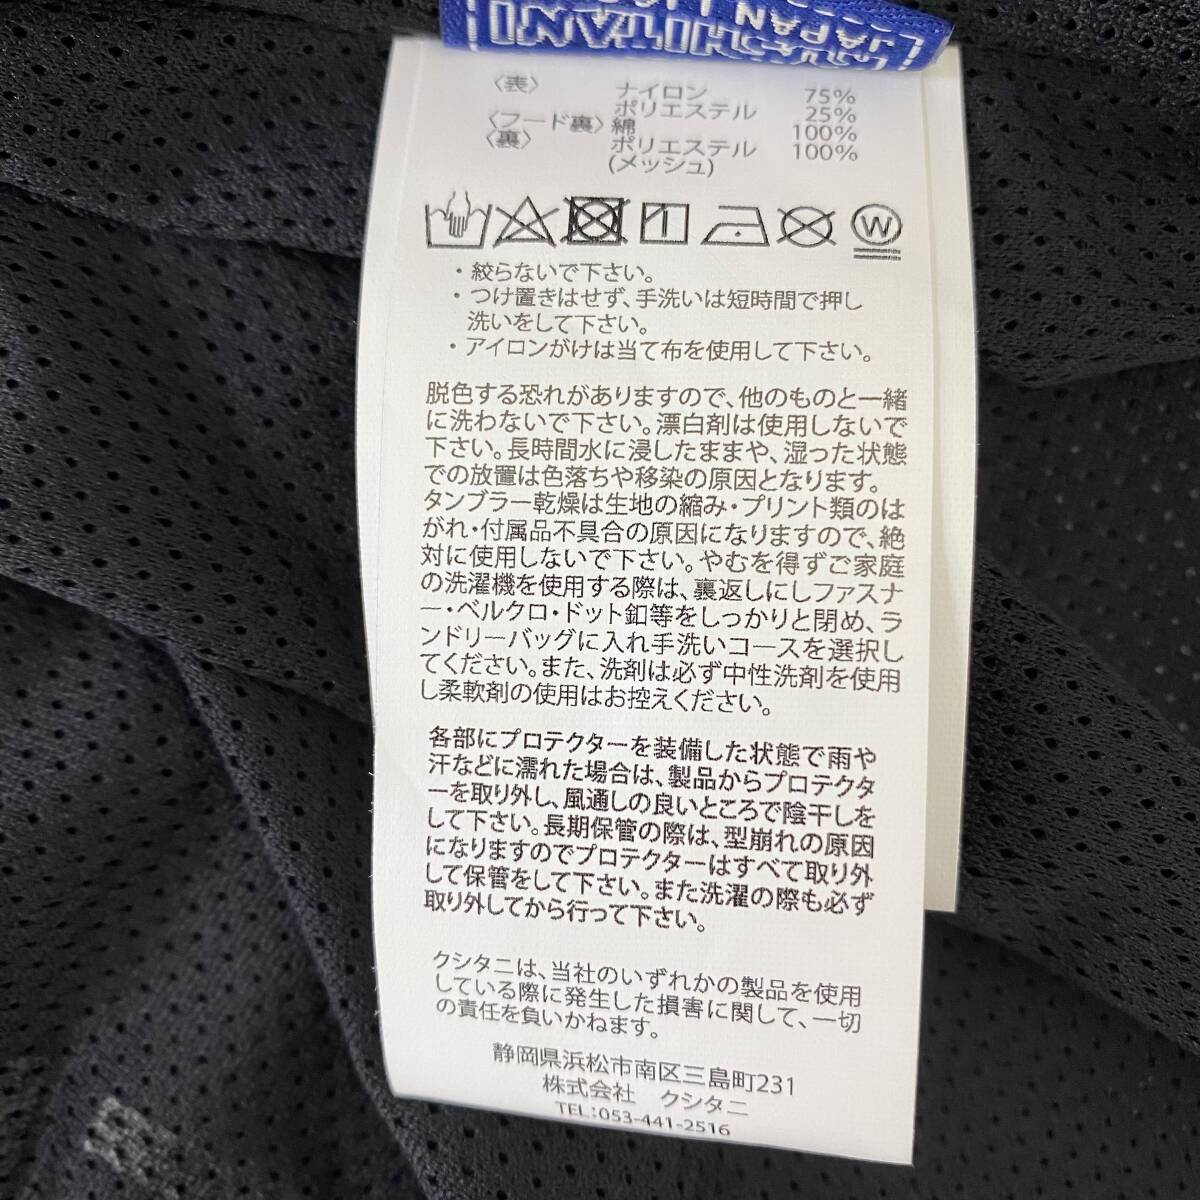 KUSHITANI
JAPAN
〈表〉 ナイロン 75%
ポリエステル 25%
〈フード裏〉 綿 100%
〈裏〉 ポリエステル 100%
(メッシュ)
W
・絞らないで下さい。
・つけ置きはせず、手洗いは短時間で押し
洗いをして下さい。
・アイロンがけは当て布を使用して下さい。
脱色する恐れがありますので、他のものと一緒
に洗わないで下さい。漂白剤は使用しないで
下さい。長時間水に浸したままや、湿った状態
での放置は色落ちや移染の原因となります。
タンブラー乾燥は生地の縮み・プリント類のは
がれ・付属品不具合の原因になりますので、絶
対に使用しないで下さい。やむを得ずご家庭
の洗濯機を使用する際は、裏返しにしファスナ
ー・ベルクロ・ドット釦等をしっかりと閉め、ラ
ンドリーバッグに入れ手洗いコースを選択し
てください。また、洗剤は必ず中性洗剤を使用
し柔軟剤の使用はお控えください。
各部にプロテクターを装備した状態で雨や
汗などに濡れた場合は、製品からプロテクタ
ーを取り外し、風通しの良いところで陰干しを
して下さい。長期保管の際は、型崩れの原因
になりますのでプロテクターはすべて取り外
して保管をして下さい。また洗濯の際も必ず
取り外してから行って下さい。
クシタニは、当社のいずれかの製品を使用
している際に発生した損害に関して、一切
の責任を負いかねます。
静岡県浜松市南区三島町231
株式会社 クシタニ
TEL:053-441-2516